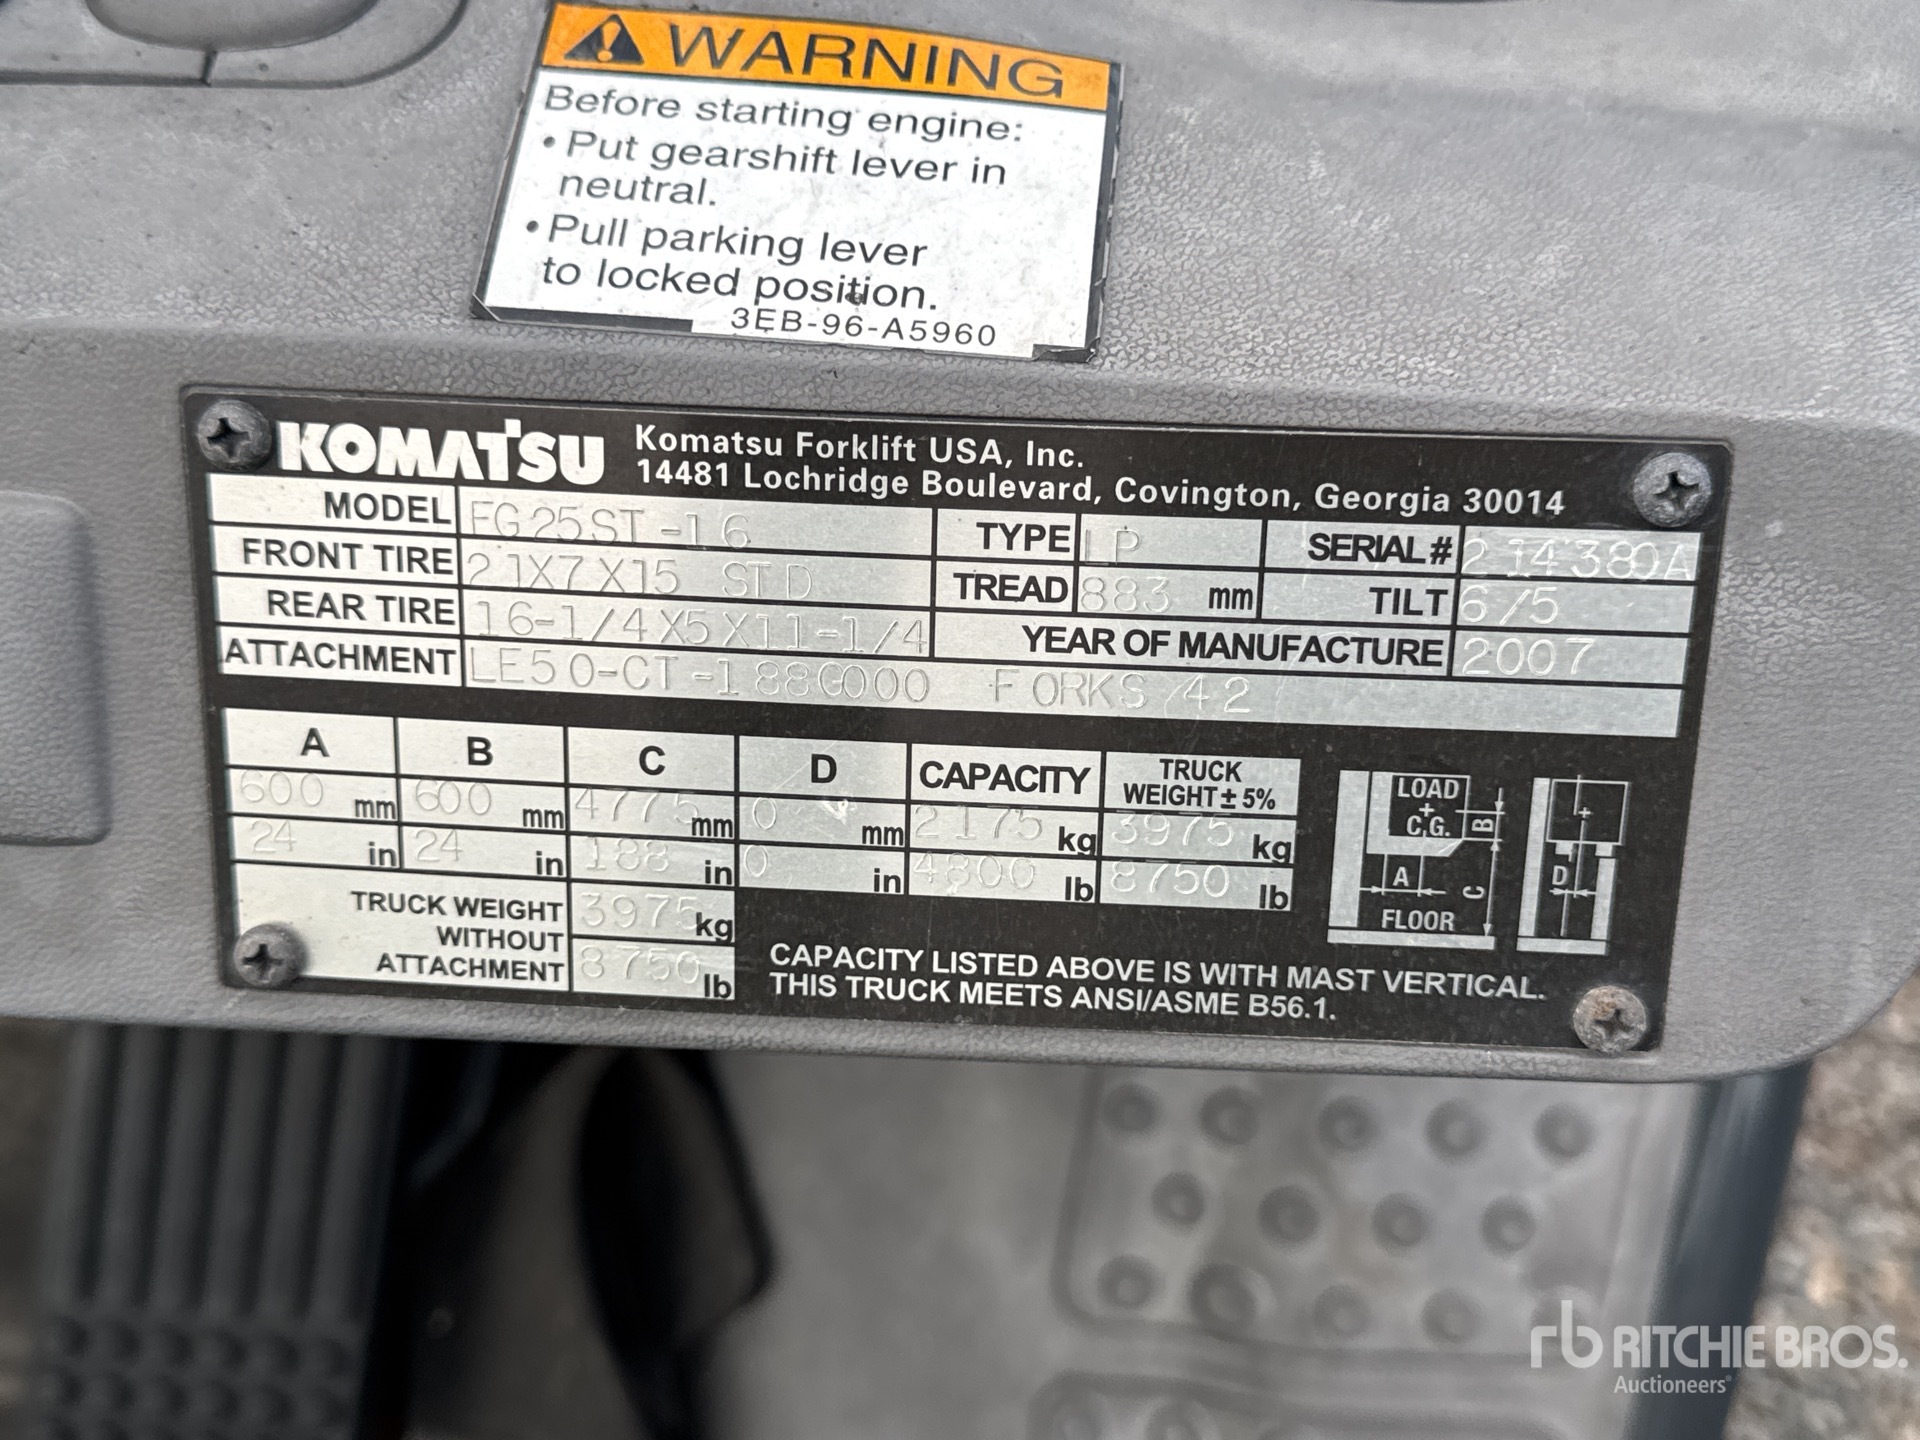 WARNING
Before starting engine:
• Put gearshift lever in
neutral.
• Pull parking lever
to locked position.
3EB-96-A5960
KOMATSU Komatsu Forklift USA, Inc.
14481 Lochridge Boulevard, Covington, Georgia 30014
MODEL FG25ST-16 TYPE LP SERIAL# 214380A
FRONT TIRE 21X7X15 STD TREAD 883 mm TILT 6/5
REAR TIRE 16-1/4X5X11-1/4 YEAR OF MANUFACTURE 2007
ATTACHMENT LE50-CT-188G000 FORKS 42
A B C D CAPACITY TRUCK WEIGHT ± 5%
600 mm 600 mm 4775 mm 0 mm 2175 kg 3975 kg
24 in 24 in 188 in 0 in 4800 lb 8750 lb
TRUCK WEIGHT WITHOUT ATTACHMENT 3975 kg
8750 lb
LOAD
C.G. B
A C D
FLOOR
CAPACITY LISTED ABOVE IS WITH MAST VERTICAL.
THIS TRUCK MEETS ANSI/ASME B56.1.
rb RITCHIE BROS.
Auctioneers